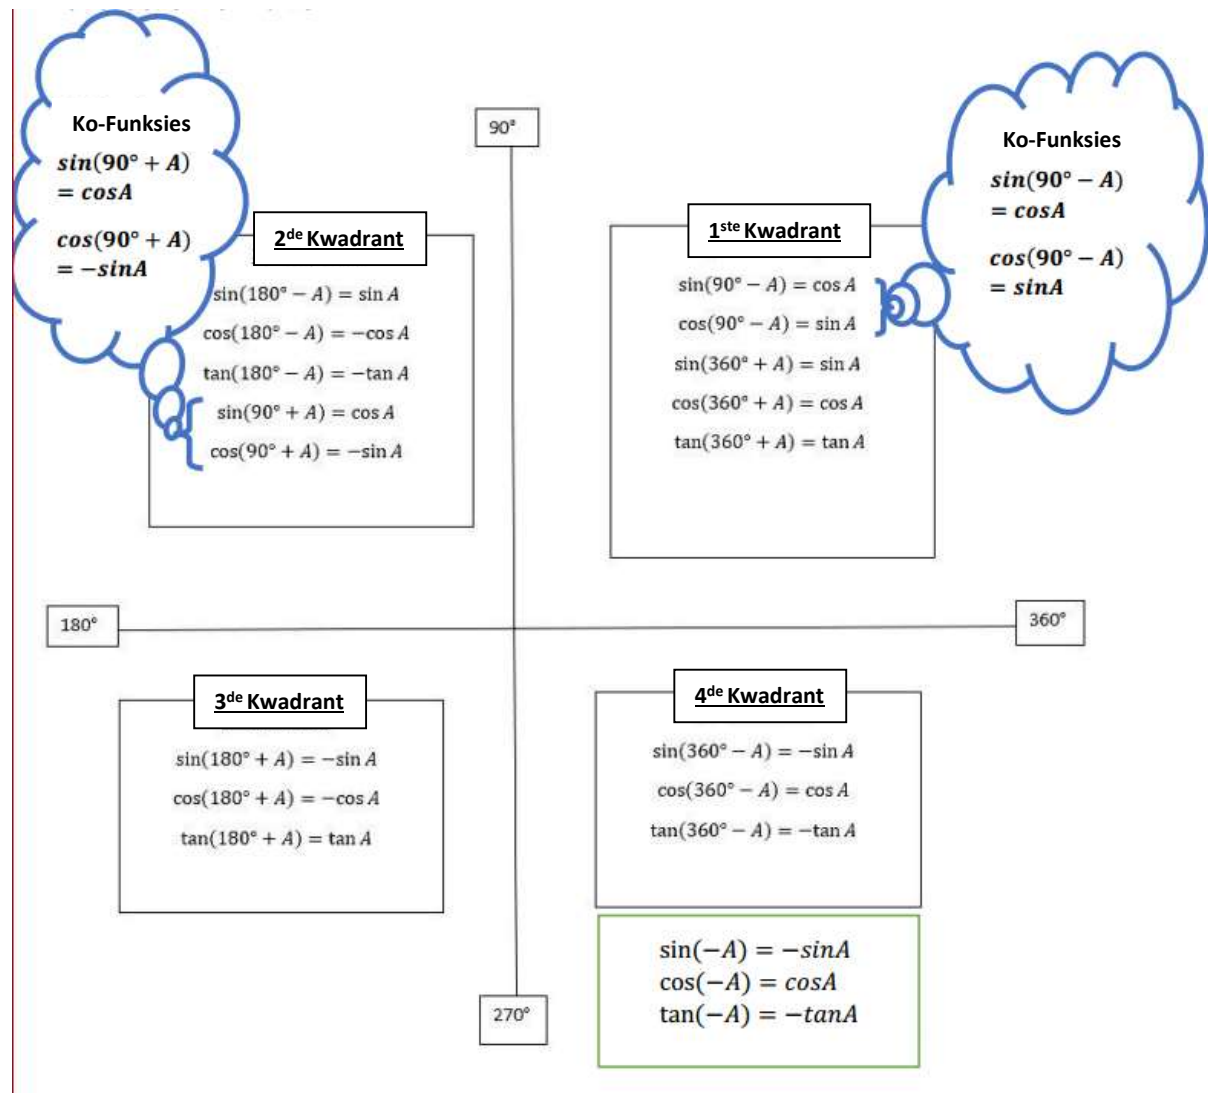 Ko-Funksies
sin(90° + A)
= cosA
cos(90° + A)
= −sinA
90°
Ko-Funksies
sin(90° − A)
= cosA
cos(90° − A)
= sinA
2de Kwadrant
sin(180° − A) = sin A
cos(180° − A) = −cos A
tan(180° − A) = −tan A
sin(90° + A) = cos A
cos(90° + A) = −sin A
1ste Kwadrant
sin(90° − A) = cos A
cos(90° − A) = sin A
sin(360° + A) = sin A
cos(360° + A) = cos A
tan(360° + A) = tan A
180°
360°
3de Kwadrant
sin(180° + A) = −sin A
cos(180° + A) = −cos A
tan(180° + A) = tan A
4de Kwadrant
sin(360° − A) = −sin A
cos(360° − A) = cos A
tan(360° − A) = −tan A
sin(−A) = −sinA
cos(−A) = cosA
tan(−A) = −tanA
270°